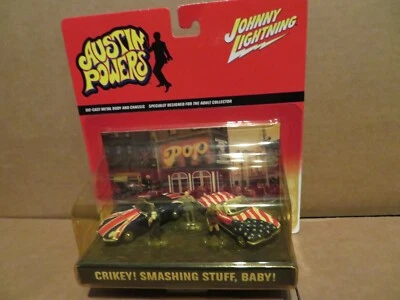 AUSTIN
POWERS
JOHNNY
LIGHTNING
DIE-CAST METAL BODY AND CHASSIS SPECIALLY DESIGNED FOR THE ADULT COLLECTOR
POP
CRIKEY! SMASHING STUFF, BABY!